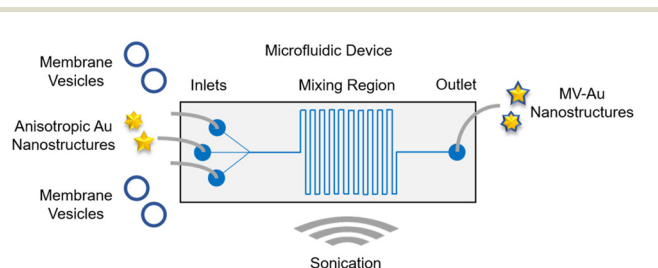 Microfluidic Device
Membrane
Vesicles
Inlets
Mixing Region
Outlet
MV-Au
Nanostructures
Anisotropic Au
Nanostructures
Membrane
Vesicles
Sonication